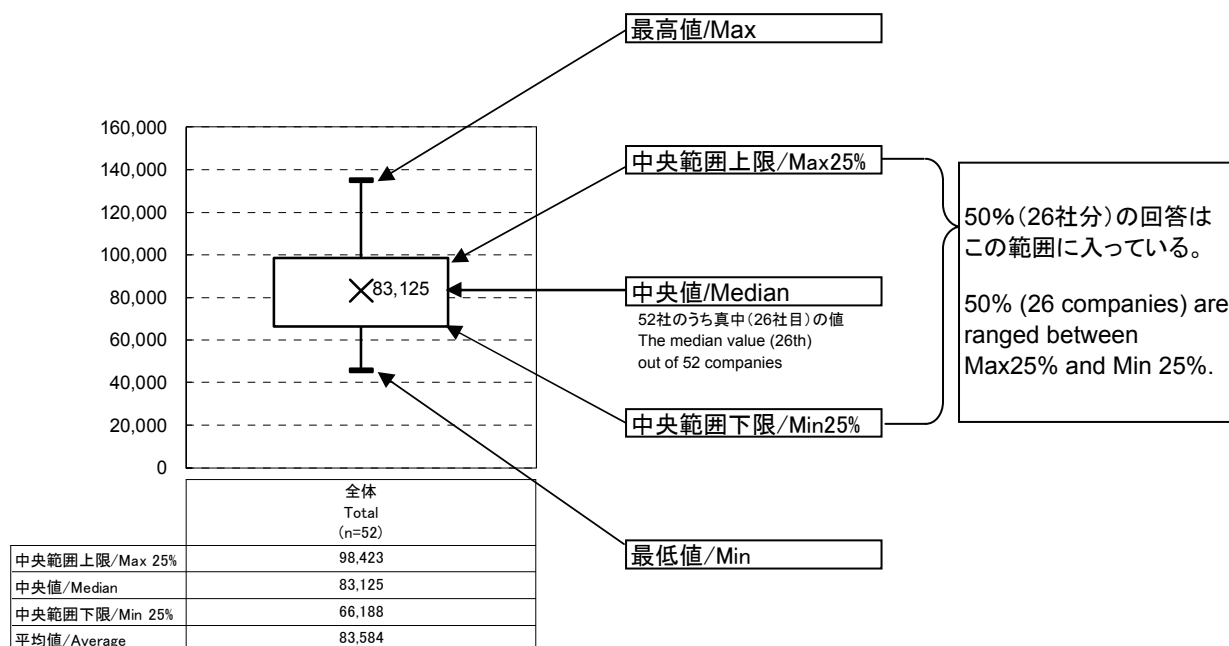 最高値/Max
160,000
140,000
120,000
100,000
80,000
60,000
40,000
20,000
0
83,125
中央範囲上限/Max25%
中央値/Median
52社のうち真中(26社目)の値
The median value (26th)
out of 52 companies
中央範囲下限/Min25%
最低値/Min
50%(26社分)の回答は
この範囲に入っている。
50% (26 companies) are
ranged between
Max25% and Min 25%.
全体
Total
(n=52)
中央範囲上限/Max 25% 98,423
中央値/Median 83,125
中央範囲下限/Min 25% 66,188
平均値/Average 83,584